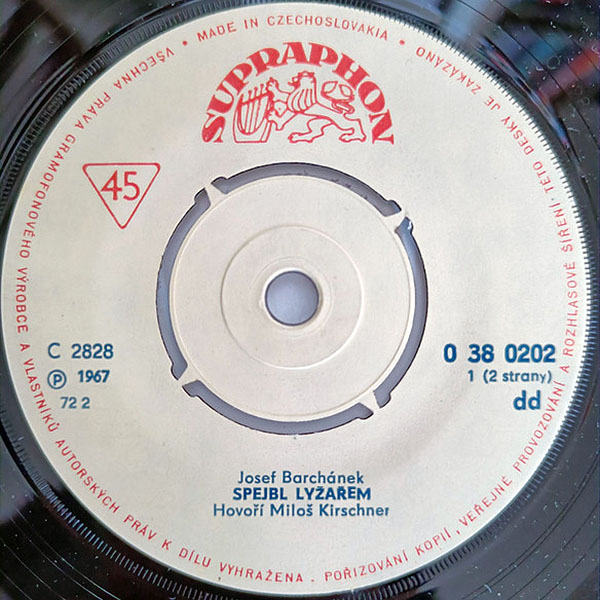 • MADE IN CZECHOSLOVAKIA •
SUPRAPHON
45
C 2828
Ⓟ 1967
72 2
0 38 0202
1 (2 strany)
dd
Josef Barchánek
SPEJBL LYŽAŘEM
Hovoří Miloš Kirschner
VŠECHNA PRÁVA GRAMOFONOVÉHO VÝROBCE A VLASTNÍKŮ AUTORSKÝCH PRÁV K DÍLU VYHRAŽENA. POŘIZOVÁNÍ KOPIÍ, VEŘEJNÉ PROVOZOVÁNÍ A ROZHLASOVÉ ŠÍŘENÍ TÉTO DESKY JE ZAKÁZÁNO